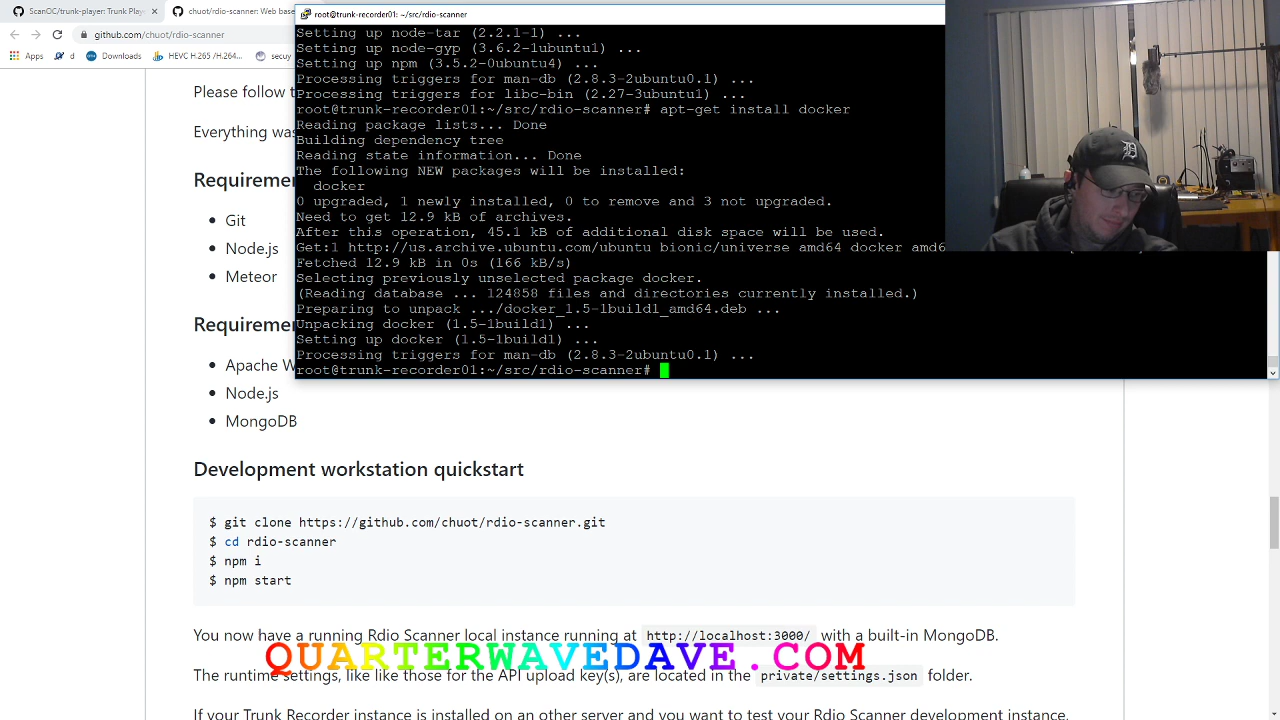 ScanOC/trunk-player: Trunk Playe
chuot/rdio-scanner: Web base
github.com/chuot/rdio-scanner
Apps
d
Downloads
HEVC H.265 /H.264...
secuy
root@trunk-recorder01: ~/src/rdio-scanner
Setting up node-tar (2.2.1-1) ...
Setting up node-gyp (3.6.2-1ubuntu1) ...
Setting up npm (3.5.2-0ubuntu4) ...
Processing triggers for man-db (2.8.3-2ubuntu0.1) ...
Processing triggers for libc-bin (2.27-3ubuntu1) ...
root@trunk-recorder01:~/src/rdio-scanner# apt-get install docker
Reading package lists... Done
Building dependency tree
Reading state information... Done
The following NEW packages will be installed:
docker
0 upgraded, 1 newly installed, 0 to remove and 3 not upgraded.
Need to get 12.9 kB of archives.
After this operation, 45.1 kB of additional disk space will be used.
Get:1 http://us.archive.ubuntu.com/ubuntu bionic/universe amd64 docker amd6
Fetched 12.9 kB in 0s (166 kB/s)
Selecting previously unselected package docker.
(Reading database ... 124858 files and directories currently installed.)
Preparing to unpack .../docker_1.5-1build1_amd64.deb ...
Unpacking docker (1.5-1build1) ...
Setting up docker (1.5-1build1) ...
Processing triggers for man-db (2.8.3-2ubuntu0.1) ...
root@trunk-recorder01:~/src/rdio-scanner#
Please follow t
Everything was
Requiremen
Git
Node.js
Meteor
Requiremen
Apache W
Node.js
MongoDB
Development workstation quickstart
$ git clone https://github.com/chuot/rdio-scanner.git
$ cd rdio-scanner
$ npm i
$ npm start
You now have a running Rdio Scanner local instance running at http://localhost:3000/ with a built-in MongoDB.
QUARTERWAVEDAVE.COM
The runtime settings, like like those for the API upload key(s), are located in the private/settings.json folder.
If your Trunk Recorder instance is installed on an other server and you want to test your Rdio Scanner development instance,